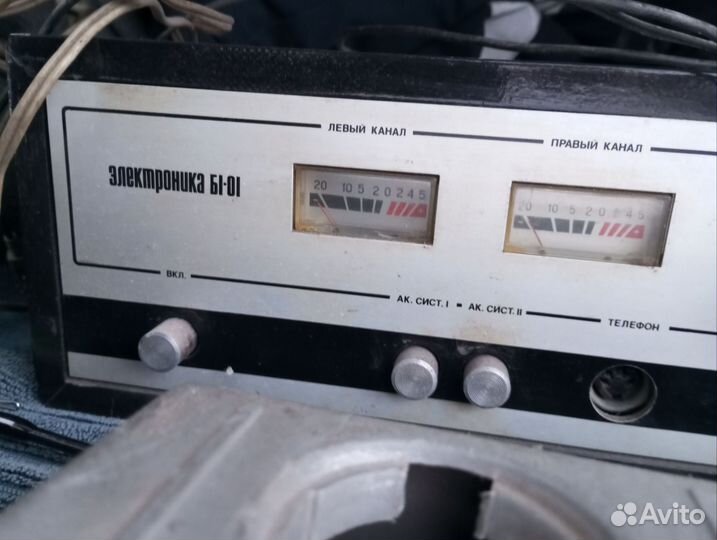 ЛЕВЫЙ КАНАЛ
ПРАВЫЙ КАНАЛ
электроника Б1-01
20 10 5 2 0 2 4 5
20 10 5 2 0 2 4 5
ВКЛ.
АК. СИСТ. I ▪ АК. СИСТ. II
ТЕЛЕФОН
Avito